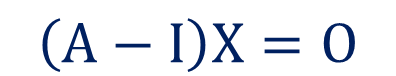 (A − I)X = O